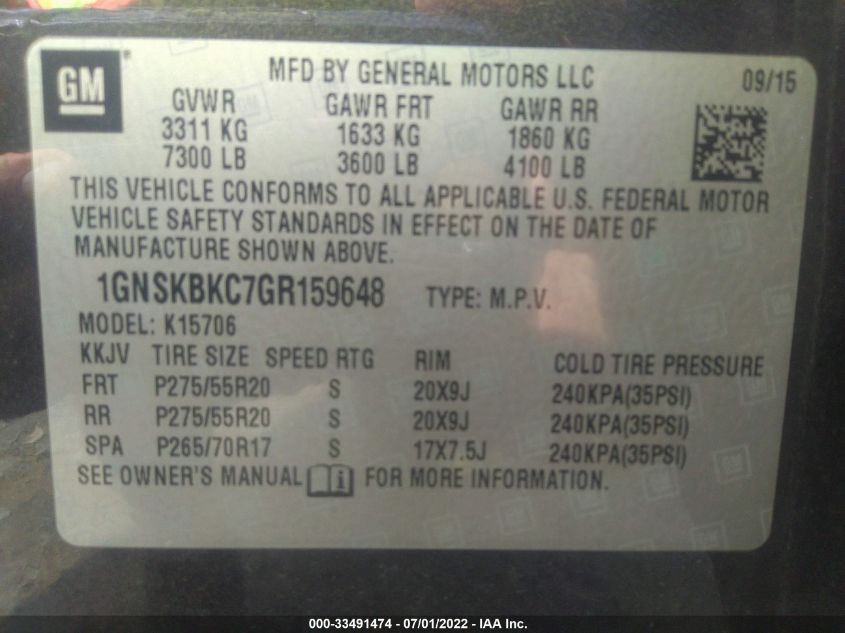 GM
MFD BY GENERAL MOTORS LLC 09/15
GVWR GAWR FRT GAWR RR
3311 KG 1633 KG 1860 KG
7300 LB 3600 LB 4100 LB
THIS VEHICLE CONFORMS TO ALL APPLICABLE U.S. FEDERAL MOTOR
VEHICLE SAFETY STANDARDS IN EFFECT ON THE DATE OF
MANUFACTURE SHOWN ABOVE.
1GNSKBKC7GR159648 TYPE: M.P.V.
MODEL: K15706
KKJV TIRE SIZE SPEED RTG RIM COLD TIRE PRESSURE
FRT P275/55R20 S 20X9J 240KPA(35PSI)
RR P275/55R20 S 20X9J 240KPA(35PSI)
SPA P265/70R17 S 17X7.5J 240KPA(35PSI)
SEE OWNER'S MANUAL i FOR MORE INFORMATION.
000-33491474 - 07/01/2022 - IAA Inc.